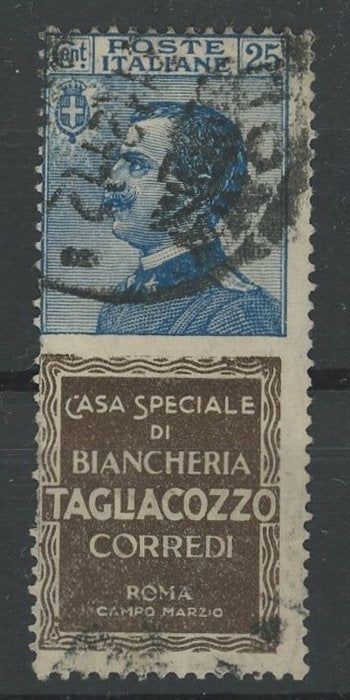 Cent POSTE 25
ITALIANE
CASA SPECIALE
DI
BIANCHERIA
TAGLIACOZZO
CORREDI
ROMA
CAMPO MARZIO